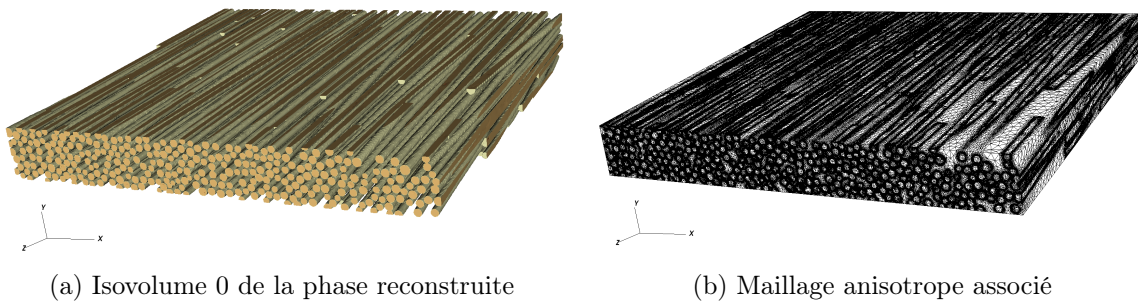 Y
Z
X
Y
Z
X
(a) Isovolume 0 de la phase reconstruite
(b) Maillage anisotrope associé